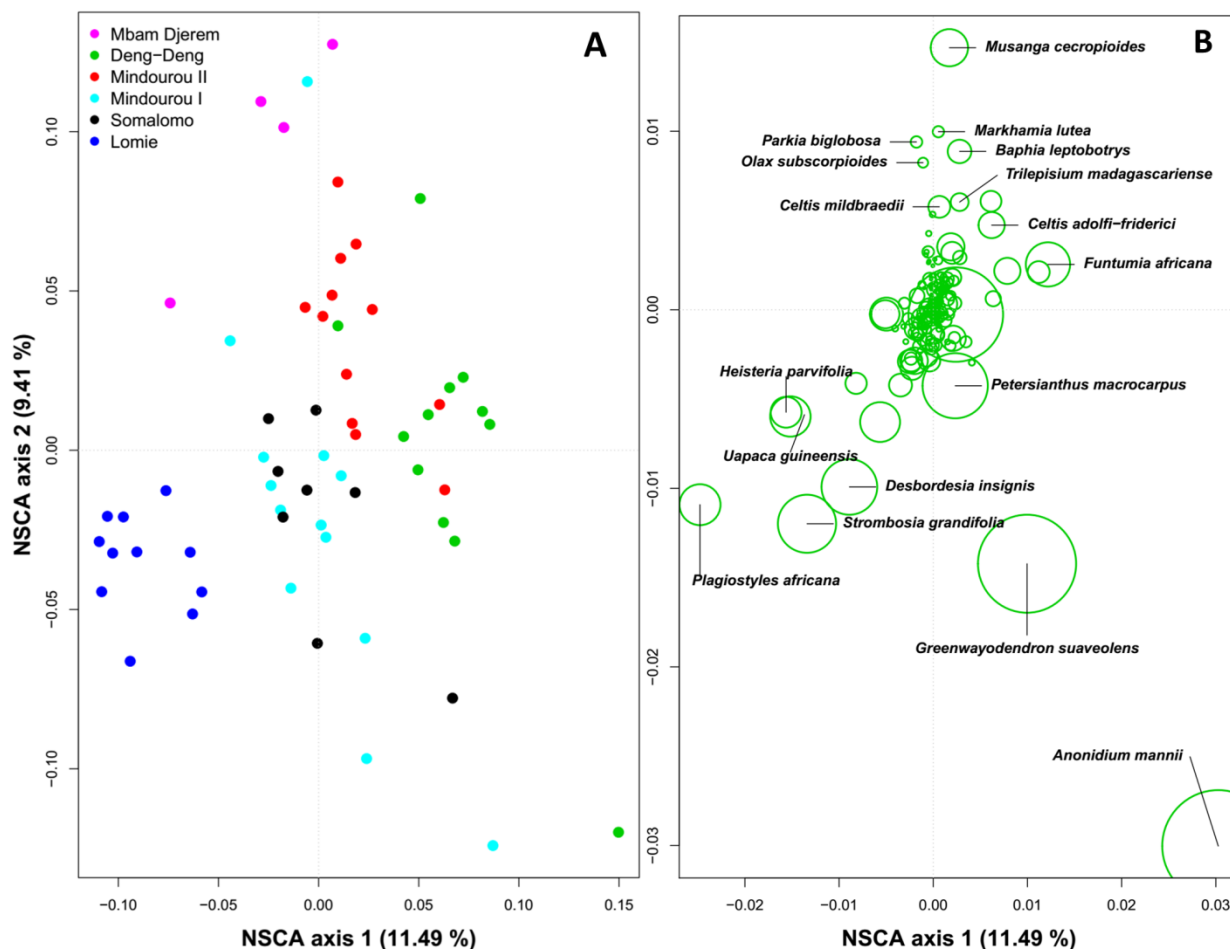 Mbam Djerem
Deng−Deng
Mindourou II
Mindourou I
Somalomo
Lomie
A
NSCA axis 2 (9.41 %)
0.10
0.05
0.00
−0.05
−0.10
−0.10
−0.05
0.00
0.05
0.10
0.15
NSCA axis 1 (11.49 %)
B
Musanga cecropioides
Markhamia lutea
Parkia biglobosa
Baphia leptobotrys
Olax subscorpioides
Trilepisium madagascariense
Celtis mildbraedii
Celtis adolfi−friderici
Funtumia africana
Heisteria parvifolia
Petersianthus macrocarpus
Uapaca guineensis
Desbordesia insignis
Strombosia grandifolia
Plagiostyles africana
Greenwayodendron suaveolens
Anonidium mannii
0.01
0.00
−0.01
−0.02
−0.03
−0.02
−0.01
0.00
0.01
0.02
0.03
NSCA axis 1 (11.49 %)